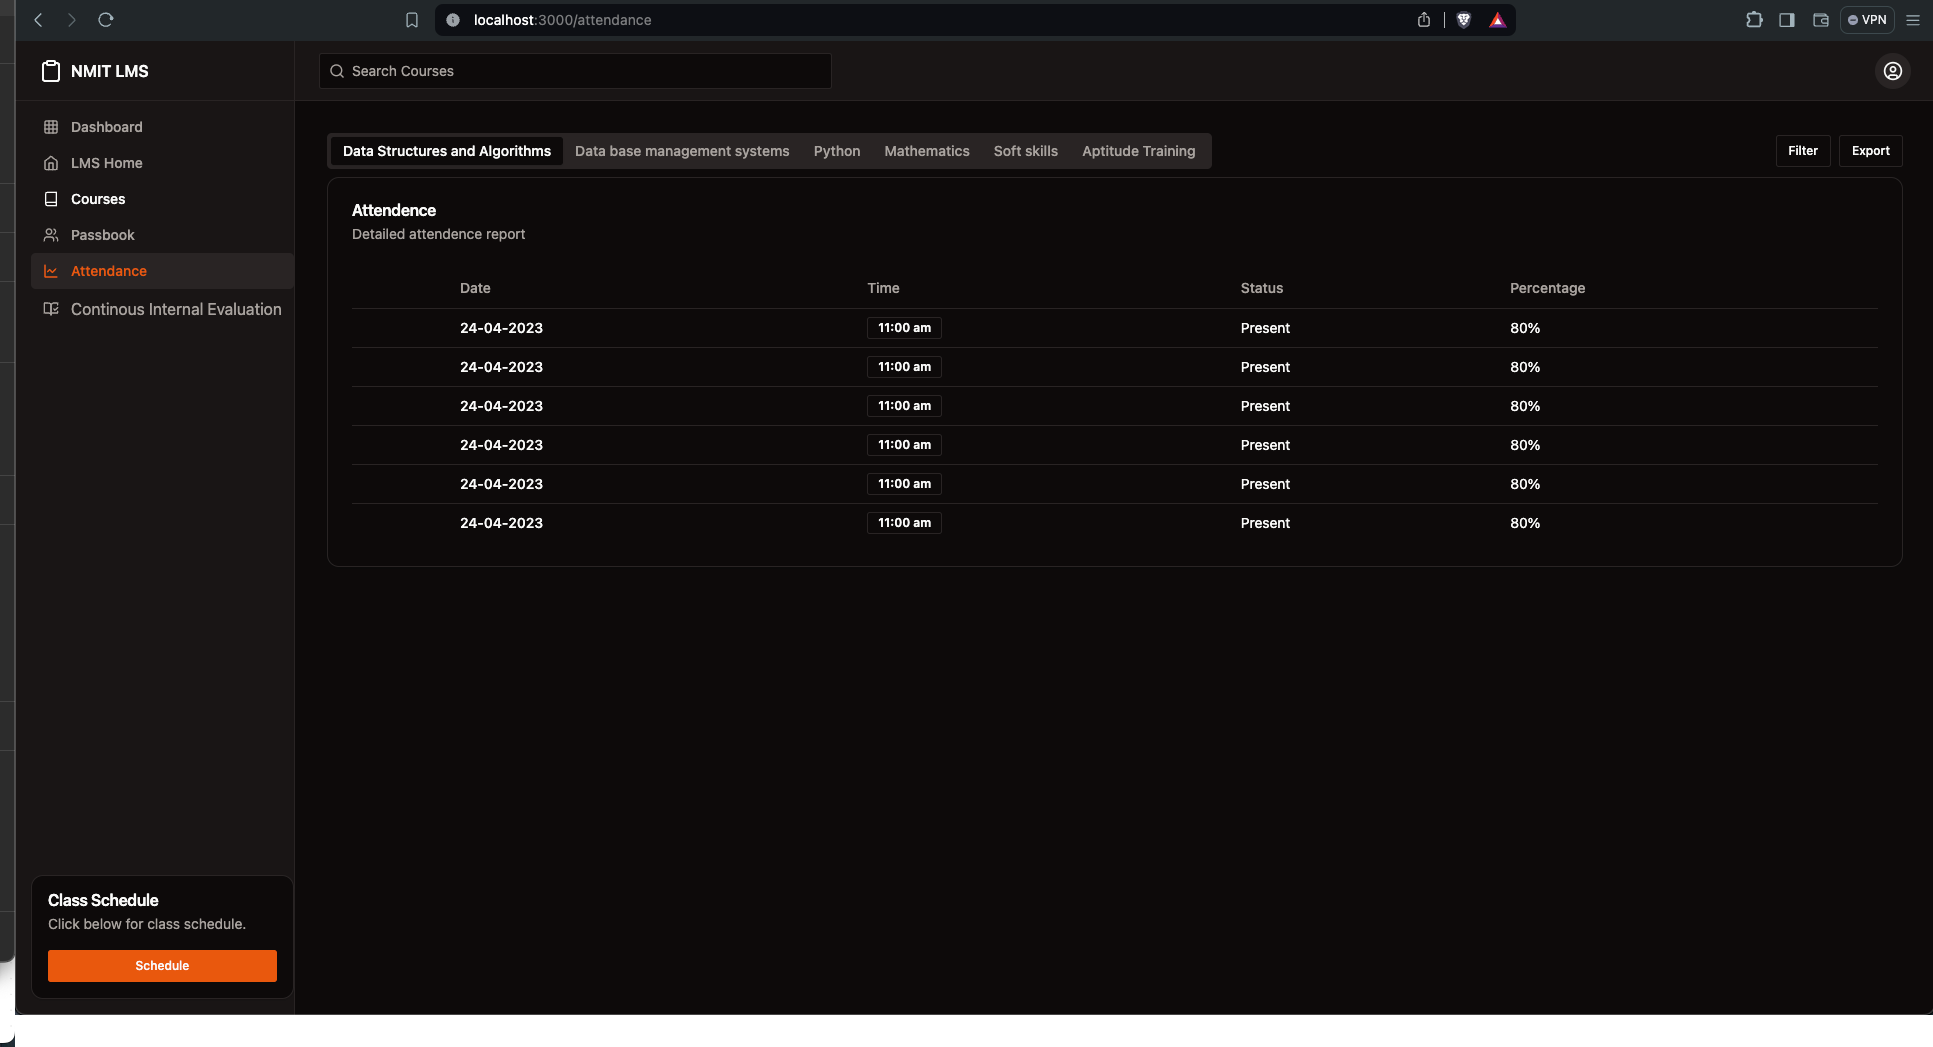 localhost:3000/attendance
VPN
NMIT LMS
Search Courses
Dashboard
LMS Home
Courses
Passbook
Attendance
Continous Internal Evaluation
Data Structures and Algorithms Data base management systems Python Mathematics Soft skills Aptitude Training
Filter Export
Attendence
Detailed attendence report
Date Time Status Percentage
24-04-2023 11:00 am Present 80%
24-04-2023 11:00 am Present 80%
24-04-2023 11:00 am Present 80%
24-04-2023 11:00 am Present 80%
24-04-2023 11:00 am Present 80%
24-04-2023 11:00 am Present 80%
Class Schedule
Click below for class schedule.
Schedule